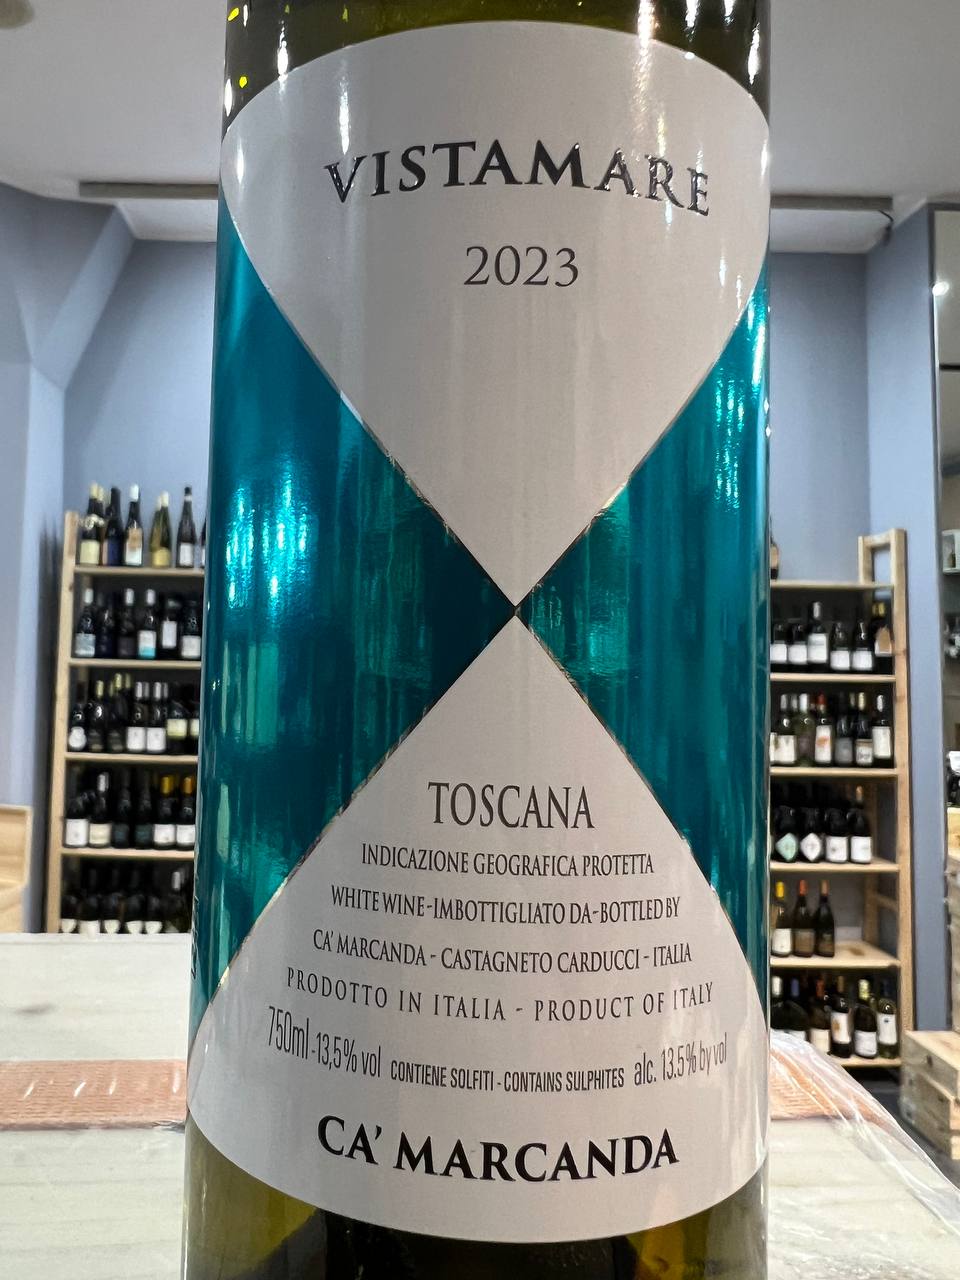 VISTAMARE
2023
TOSCANA
INDICAZIONE GEOGRAFICA PROTETTA
WHITE WINE-IMBOTTIGLIATO DA-BOTTLED BY
CA' MARCANDA - CASTAGNETO CARDUCCI - ITALIA
PRODOTTO IN ITALIA - PRODUCT OF ITALY
750ml-13,5% vol CONTIENE SOLFITI-CONTAINS SULPHITES alc. 13.5% by vol
CA' MARCANDA